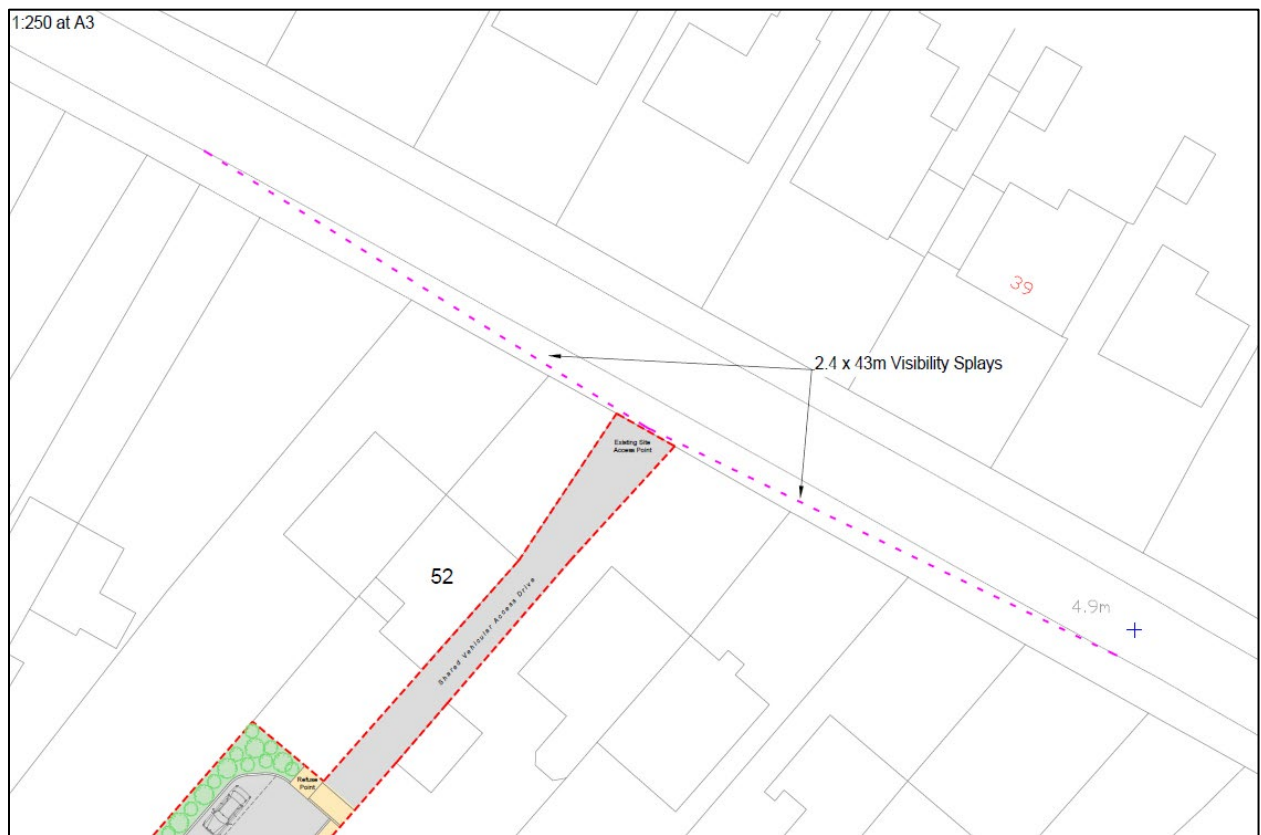 1:250 at A3
39
2.4 x 43m Visibility Splays
Existing Site
Access Point
52
Shared Vehicular Access Drive
4.9m
Refuse
Point